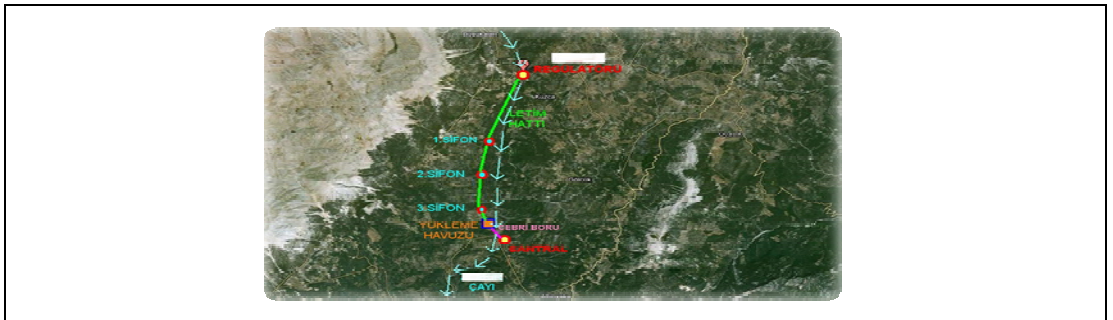 REGÜLATÖRÜ
İLETİM
HATTI
1.SİFON
2.SİFON
3.SİFON
YÜKLEME
HAVUZU
CEBRİ BORU
SANTRAL
ÇAYI